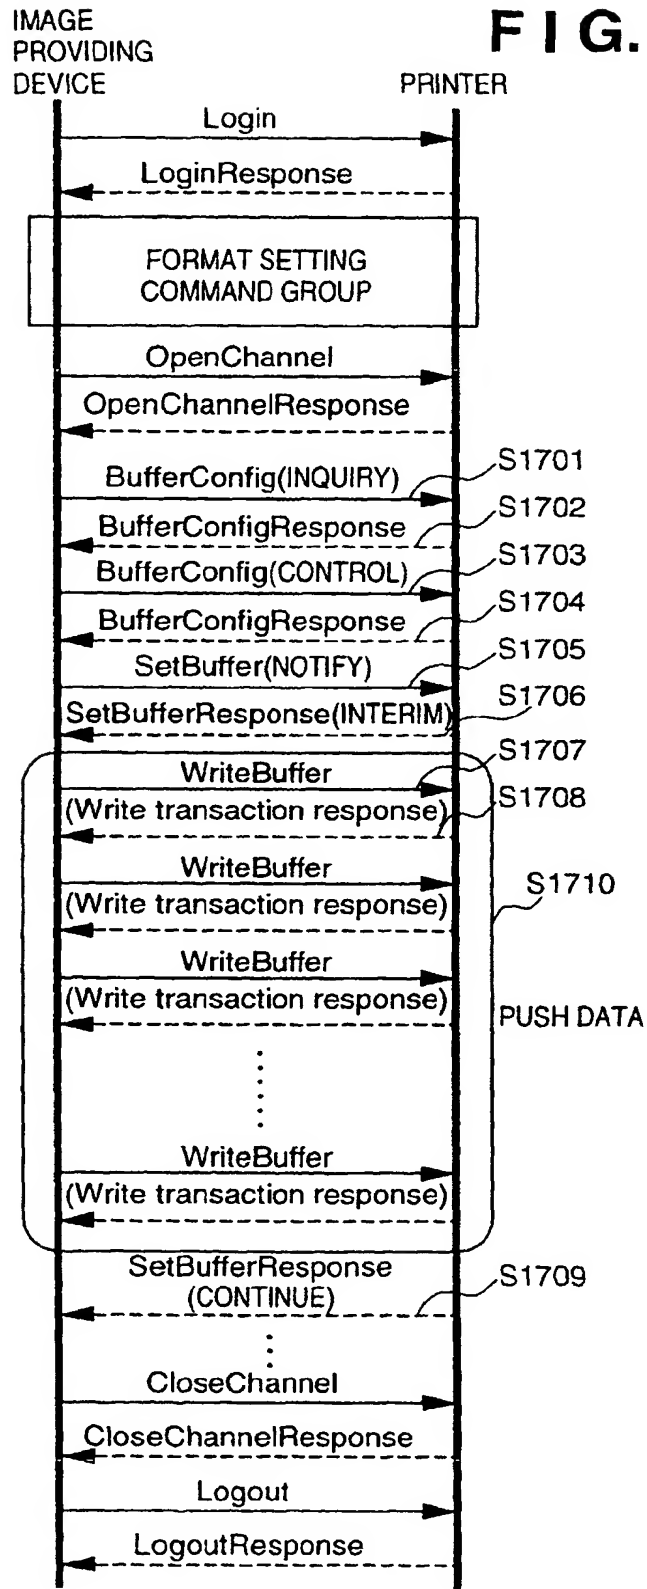 IMAGE
PROVIDING
DEVICE
FIG.
PRINTER
Login
LoginResponse
FORMAT SETTING
COMMAND GROUP
OpenChannel
OpenChannelResponse
BufferConfig(INQUIRY)
S1701
BufferConfigResponse
S1702
BufferConfig(CONTROL)
S1703
BufferConfigResponse
S1704
SetBuffer(NOTIFY)
S1705
SetBufferResponse(INTERIM)
S1706
WriteBuffer
S1707
(Write transaction response)
S1708
WriteBuffer
(Write transaction response)
S1710
WriteBuffer
(Write transaction response)
PUSH DATA
WriteBuffer
(Write transaction response)
SetBufferResponse
(CONTINUE)
S1709
CloseChannel
CloseChannelResponse
Logout
LogoutResponse